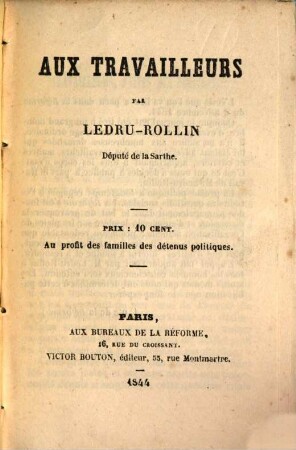 AUX TRAVAILLEURS
PAR
LEDRU-ROLLIN
Député de la Sarthe.
PRIX : 10 CENT.
Au profit des familles des détenus politiques.
PARIS,
AUX BUREAUX DE LA RÉFORME,
16, RUE DU CROISSANT.
VICTOR BOUTON, éditeur, 55, rue Montmartre.
1844